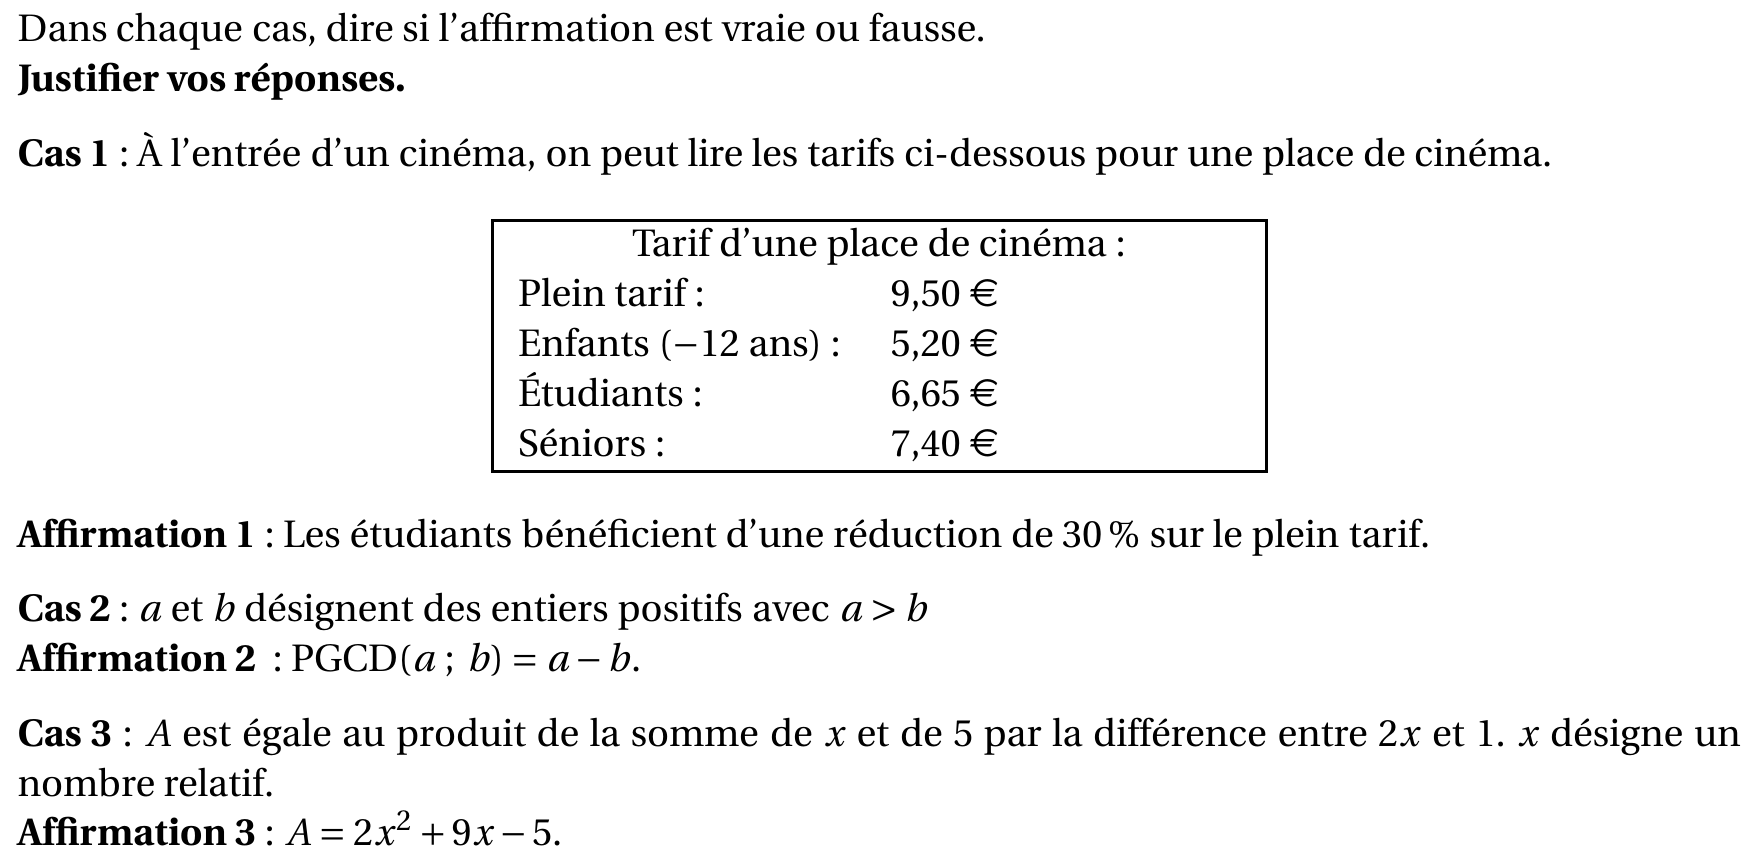 Dans chaque cas, dire si l’affirmation est vraie ou fausse.
Justifier vos réponses.
Cas 1 : À l’entrée d’un cinéma, on peut lire les tarifs ci-dessous pour une place de cinéma.
Tarif d’une place de cinéma :
Plein tarif : 9,50 €
Enfants (−12 ans) : 5,20 €
Étudiants : 6,65 €
Séniors : 7,40 €
Affirmation 1 : Les étudiants bénéficient d’une réduction de 30 % sur le plein tarif.
Cas 2 : a et b désignent des entiers positifs avec a > b
Affirmation 2 : PGCD(a ; b) = a − b.
Cas 3 : A est égale au produit de la somme de x et de 5 par la différence entre 2x et 1. x désigne un
nombre relatif.
Affirmation 3 : A = 2x² + 9x − 5.